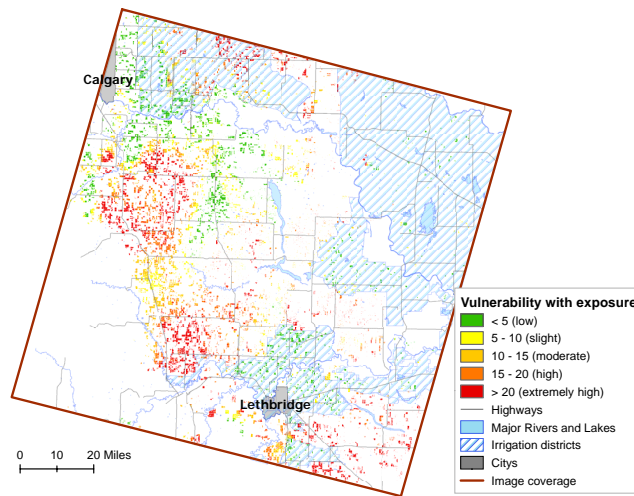 Calgary
Lethbridge
0 10 20 Miles
Vulnerability with exposure
< 5 (low)
5 - 10 (slight)
10 - 15 (moderate)
15 - 20 (high)
> 20 (extremely high)
Highways
Major Rivers and Lakes
Irrigation districts
Citys
Image coverage